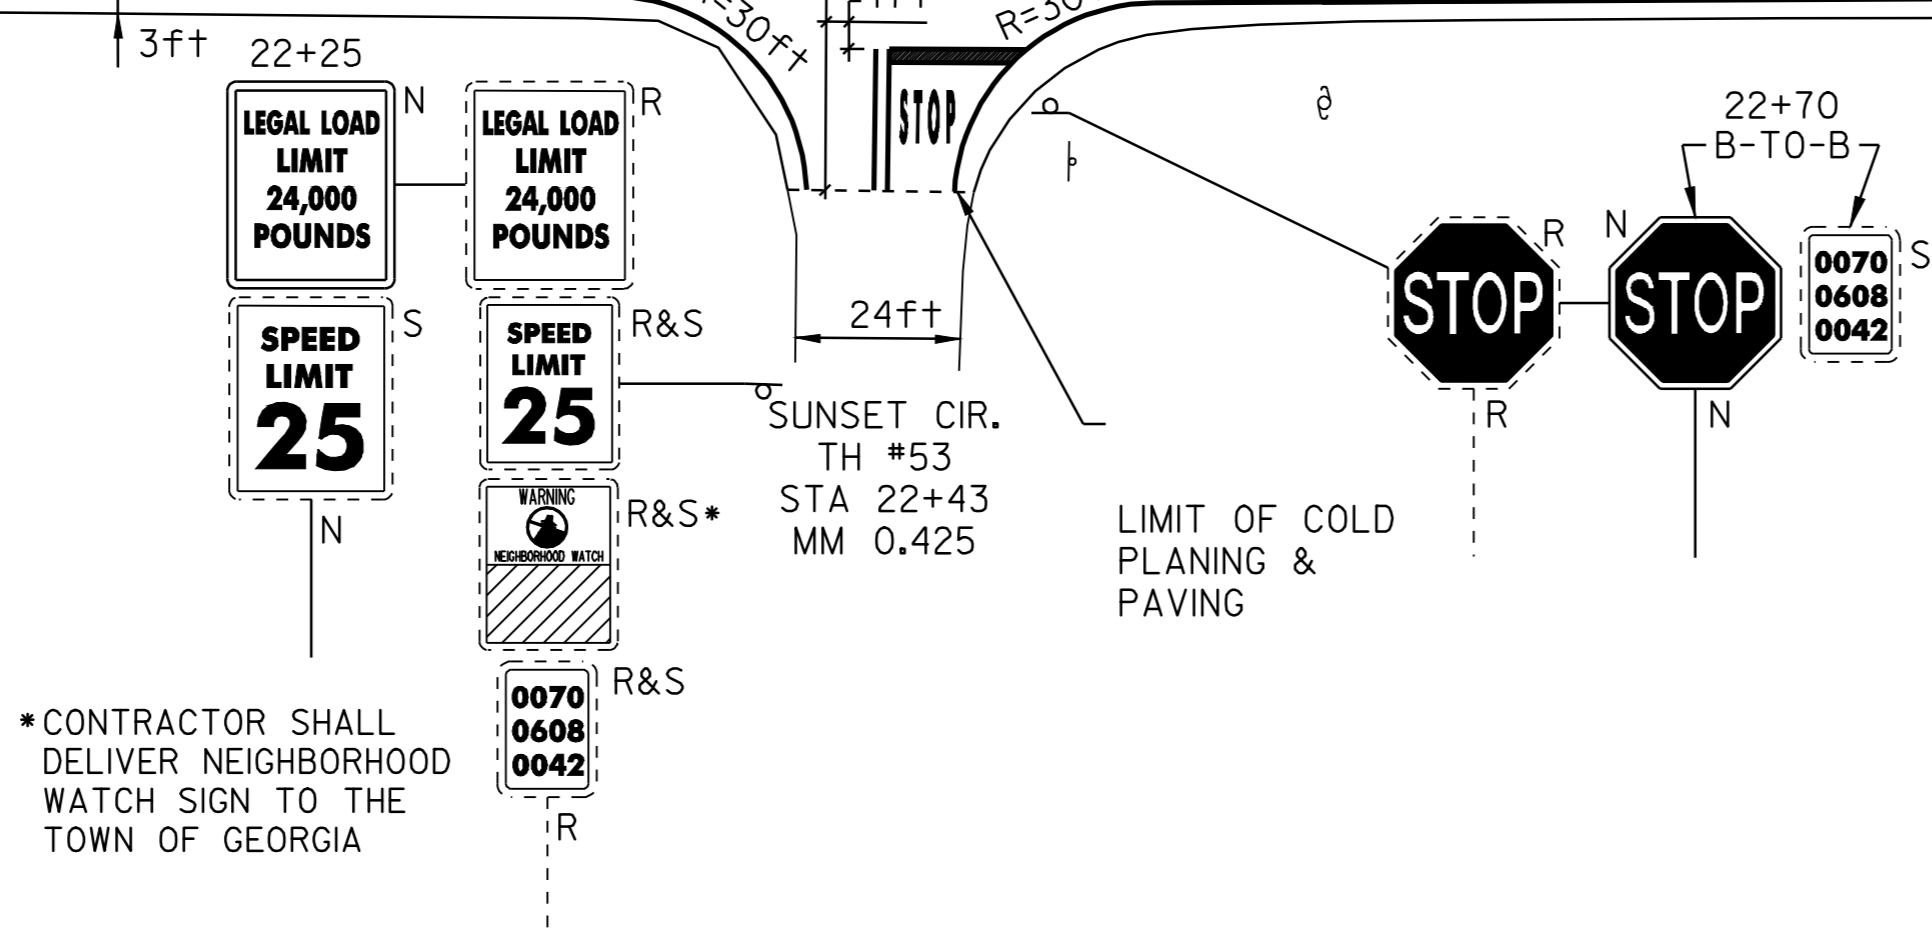 3ft
22+25
R=30ft
LEGAL LOAD
LIMIT
24,000
POUNDS
N
LEGAL LOAD
LIMIT
24,000
POUNDS
R
SPEED
LIMIT
25
S
N
SPEED
LIMIT
25
R&S
WARNING
NEIGHBORHOOD WATCH
R&S*
0070
0608
0042
R&S
R
*CONTRACTOR SHALL
DELIVER NEIGHBORHOOD
WATCH SIGN TO THE
TOWN OF GEORGIA
STOP
24ft
SUNSET CIR.
TH #53
STA 22+43
MM 0.425
LIMIT OF COLD
PLANING &
PAVING
22+70
B-TO-B
STOP
R
R
N
STOP
N
0070
0608
0042
S